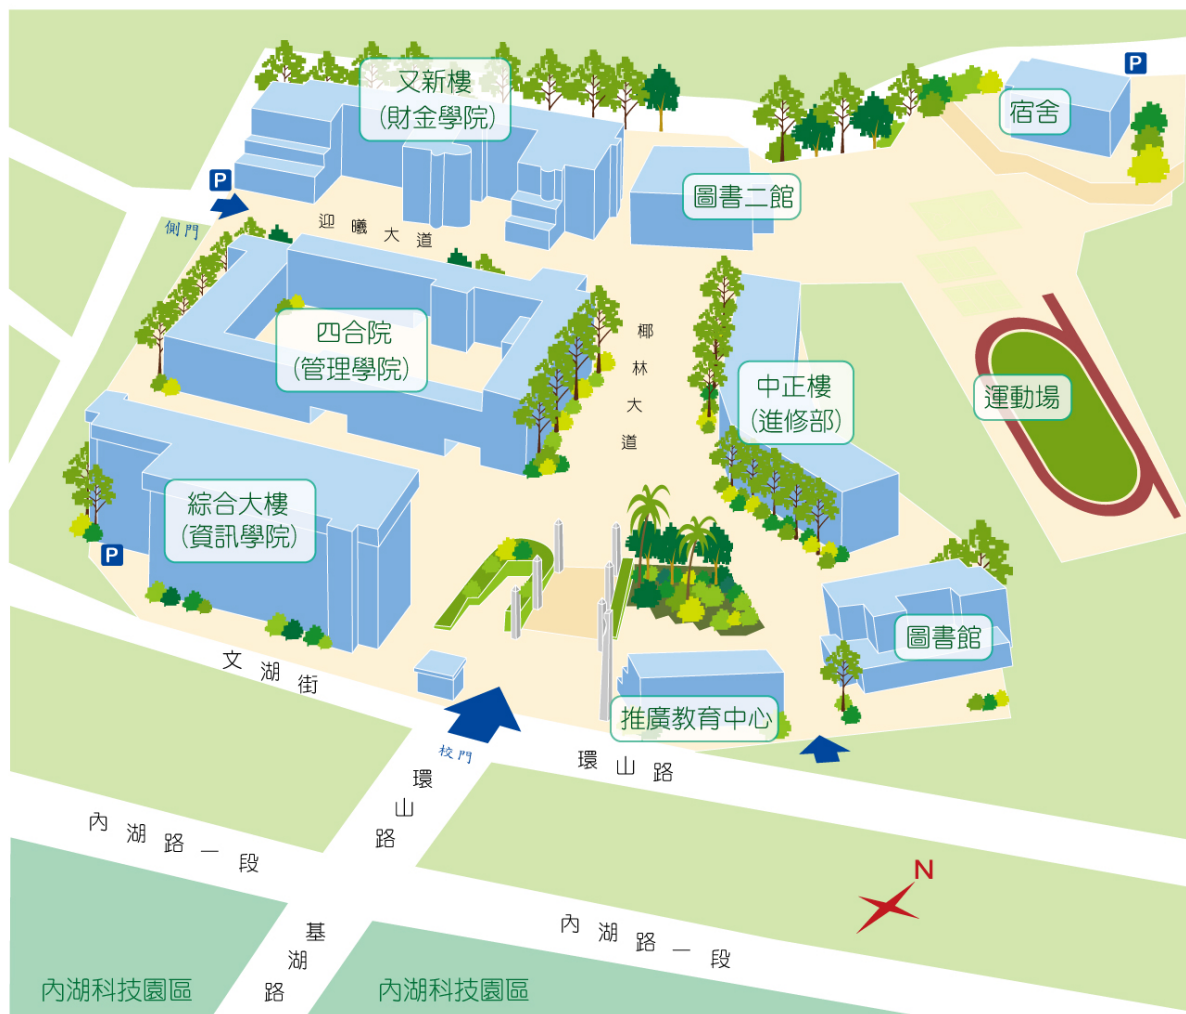 又新樓
(財金學院)
P
宿舍
圖書二館
P
側門
迎曦大道
四合院
(管理學院)
椰林大道
中正樓
(進修部)
運動場
綜合大樓
(資訊學院)
P
圖書館
文湖街
推廣教育中心
校門
環山路
環山路
內湖路一段
N
基湖路
內湖路一段
內湖科技園區
內湖科技園區